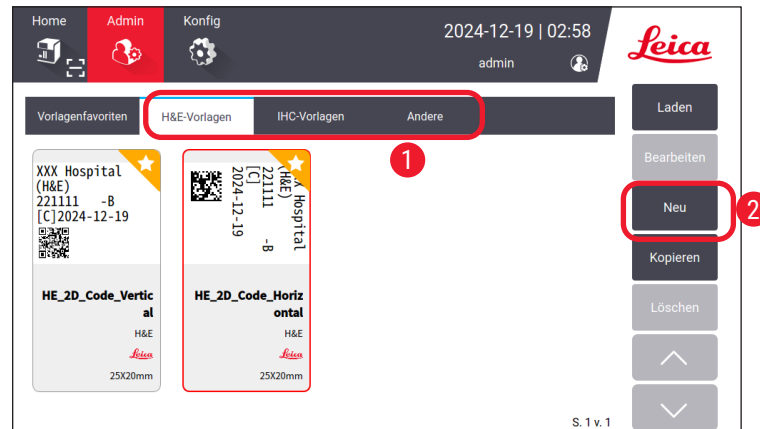 Home Admin Konfig
2024-12-19 | 02:58
admin
Leica
Vorlagenfavoriten H&E-Vorlagen IHC-Vorlagen Andere
1
XXX Hospital
(H&E)
221111 -B
[C]2024-12-19
HE_2D_Code_Vertic
al
H&E
Leica
25X20mm
X Hospital
(H&E)
221111 -B
[C]
2024-12-19
HE_2D_Code_Horiz
ontal
H&E
Leica
25X20mm
Laden
Bearbeiten
Neu
2
Kopieren
Löschen
S. 1 v. 1